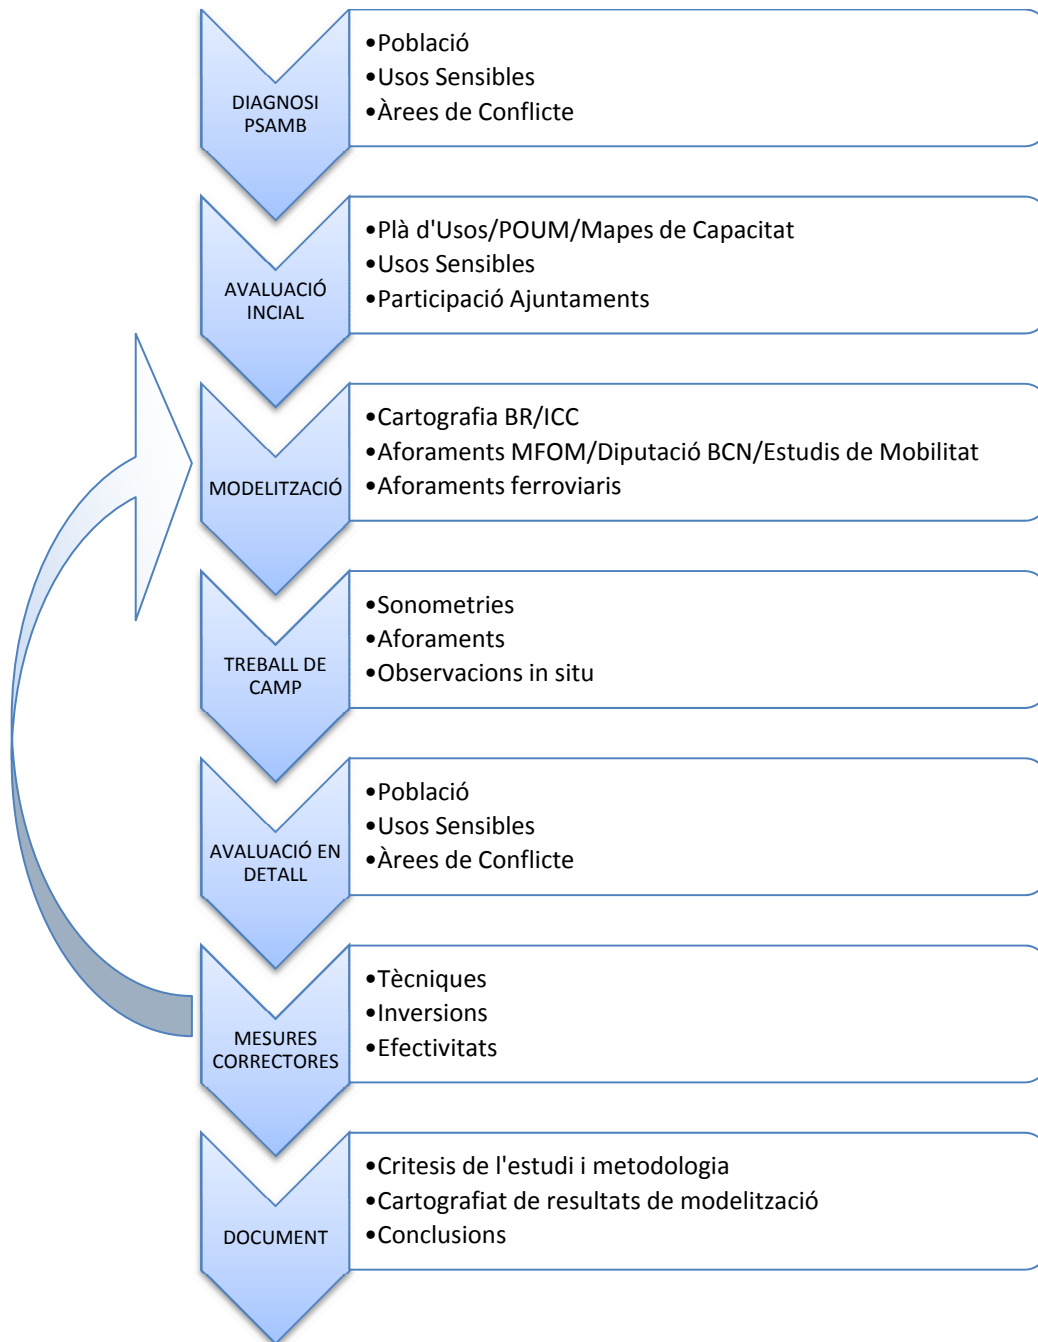 DIAGNOSI
PSAMB
•Població
•Usos Sensibles
•Àrees de Conflicte
AVALUACIÓ
INCIAL
•Plà d'Usos/POUM/Mapes de Capacitat
•Usos Sensibles
•Participació Ajuntaments
MODELITZACIÓ
•Cartografia BR/ICC
•Aforaments MFOM/Diputació BCN/Estudis de Mobilitat
•Aforaments ferroviaris
TREBALL DE
CAMP
•Sonometries
•Aforaments
•Observacions in situ
AVALUACIÓ EN
DETALL
•Població
•Usos Sensibles
•Àrees de Conflicte
MESURES
CORRECTORES
•Tècniques
•Inversions
•Efectivitats
DOCUMENT
•Critesis de l'estudi i metodologia
•Cartografiat de resultats de modelització
•Conclusions